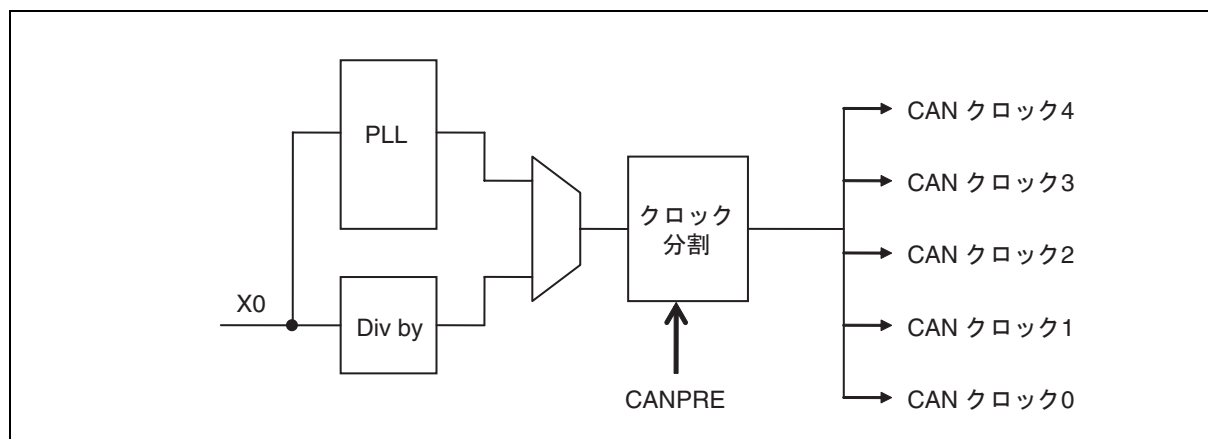 PLL
X0
Div by
クロック
分割
CANPRE
CAN クロック4
CAN クロック3
CAN クロック2
CAN クロック1
CAN クロック0